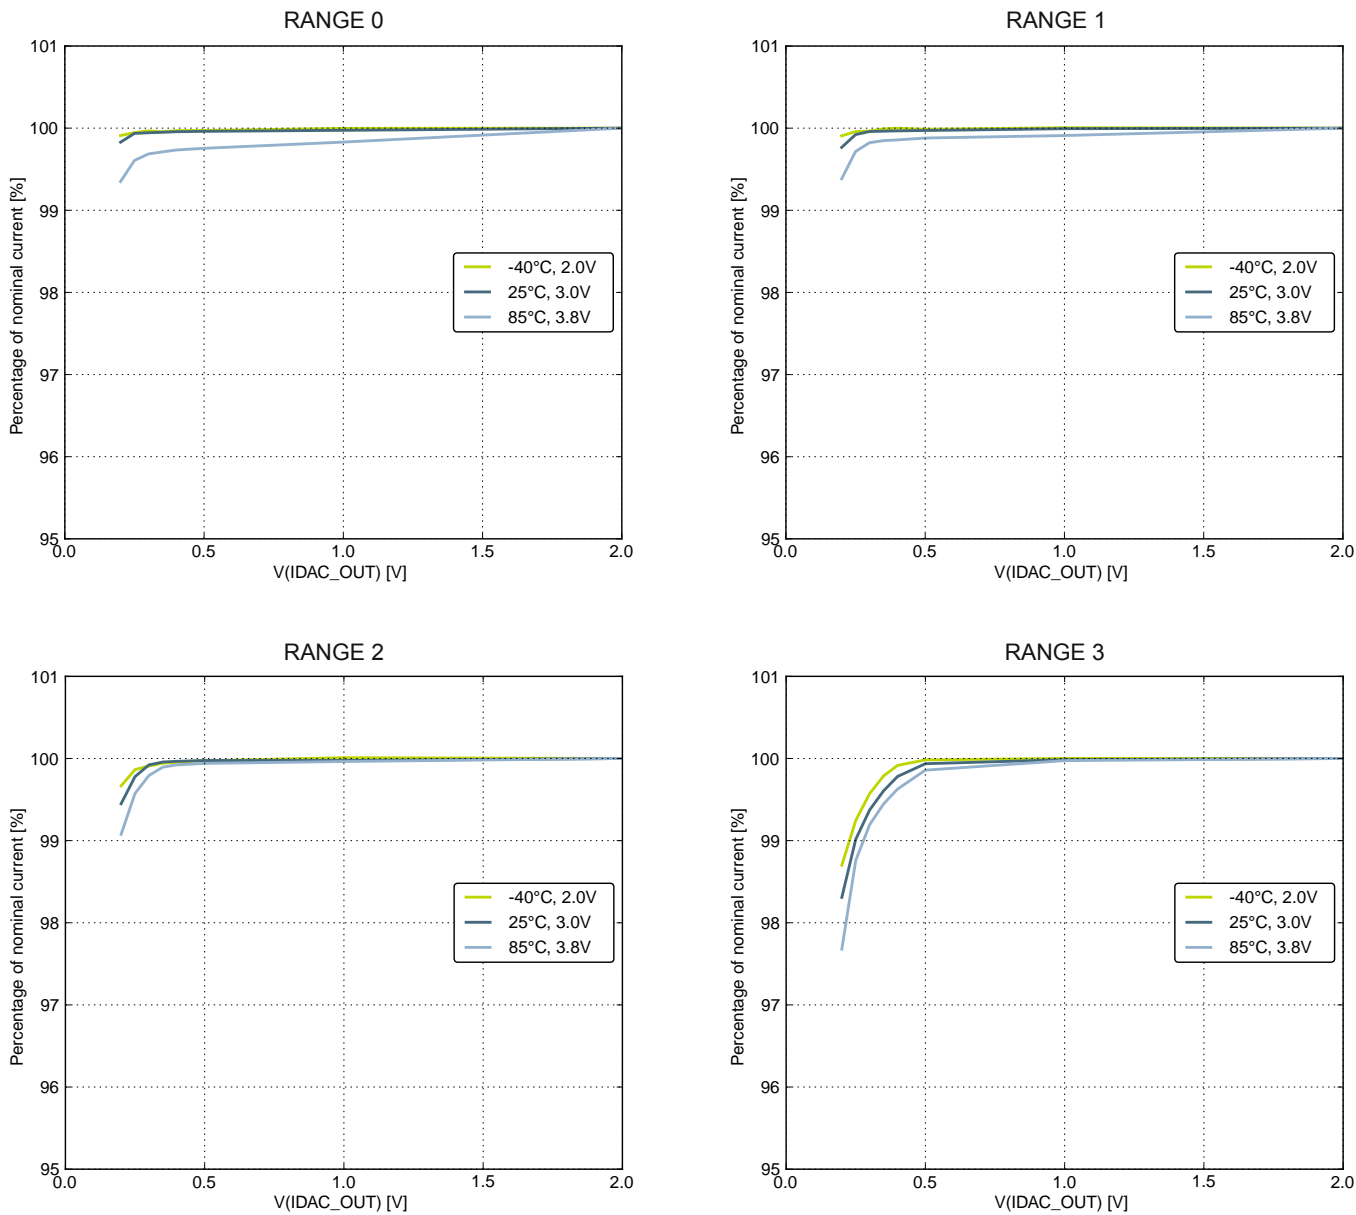 RANGE 0
101
100
99
98
97
96
95
Percentage of nominal current [%]
-40°C, 2.0V
25°C, 3.0V
85°C, 3.8V
0.0 0.5 1.0 1.5 2.0
V(IDAC_OUT) [V]
RANGE 1
101
100
99
98
97
96
95
Percentage of nominal current [%]
-40°C, 2.0V
25°C, 3.0V
85°C, 3.8V
0.0 0.5 1.0 1.5 2.0
V(IDAC_OUT) [V]
RANGE 2
101
100
99
98
97
96
95
Percentage of nominal current [%]
-40°C, 2.0V
25°C, 3.0V
85°C, 3.8V
0.0 0.5 1.0 1.5 2.0
V(IDAC_OUT) [V]
RANGE 3
101
100
99
98
97
96
95
Percentage of nominal current [%]
-40°C, 2.0V
25°C, 3.0V
85°C, 3.8V
0.0 0.5 1.0 1.5 2.0
V(IDAC_OUT) [V]